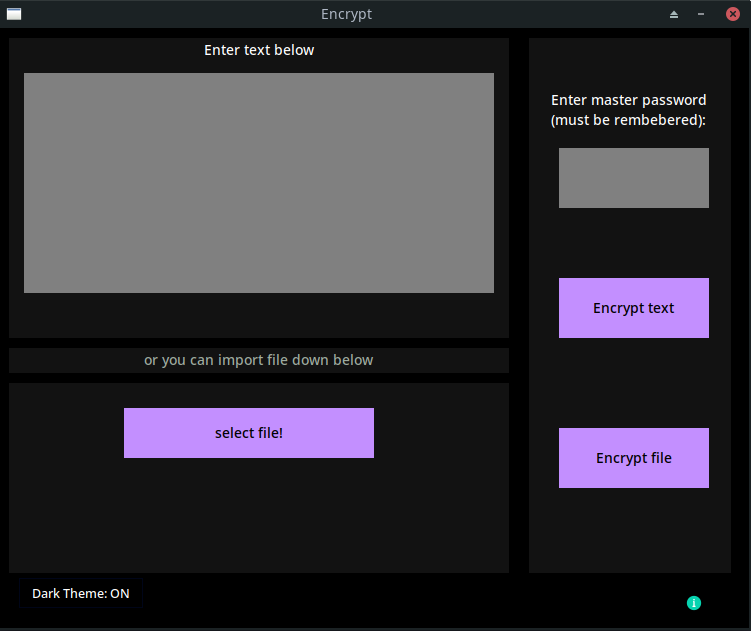 Encrypt
Enter text below
Enter master password
(must be rembebered):
Encrypt text
or you can import file down below
select file!
Encrypt file
Dark Theme: ON
i